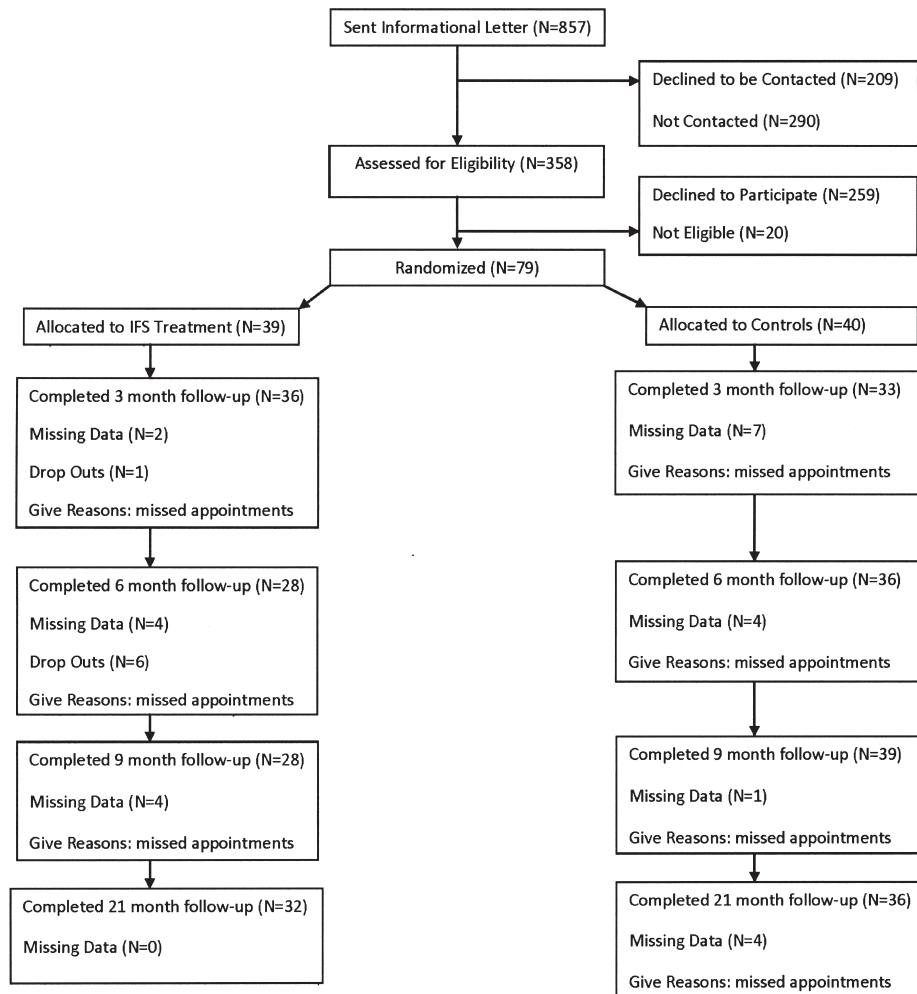 Sent Informational Letter (N=857)
Declined to be Contacted (N=209)
Not Contacted (N=290)
Assessed for Eligibility (N=358)
Declined to Participate (N=259)
Not Eligible (N=20)
Randomized (N=79)
Allocated to IFS Treatment (N=39)
Completed 3 month follow-up (N=36)
Missing Data (N=2)
Drop Outs (N=1)
Give Reasons: missed appointments
Completed 6 month follow-up (N=28)
Missing Data (N=4)
Drop Outs (N=6)
Give Reasons: missed appointments
Completed 9 month follow-up (N=28)
Missing Data (N=4)
Give Reasons: missed appointments
Completed 21 month follow-up (N=32)
Missing Data (N=0)
Allocated to Controls (N=40)
Completed 3 month follow-up (N=33)
Missing Data (N=7)
Give Reasons: missed appointments
Completed 6 month follow-up (N=36)
Missing Data (N=4)
Give Reasons: missed appointments
Completed 9 month follow-up (N=39)
Missing Data (N=1)
Give Reasons: missed appointments
Completed 21 month follow-up (N=36)
Missing Data (N=4)
Give Reasons: missed appointments